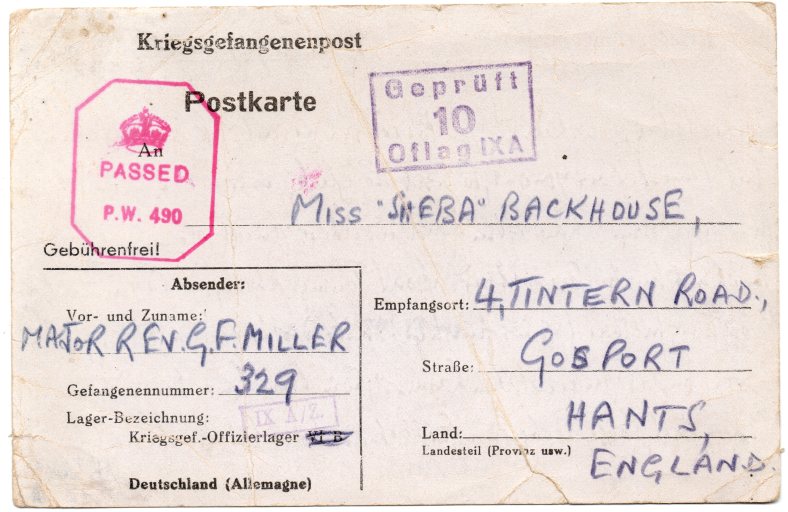 Kriegsgefangenenpost
Postkarte
Geprüft
10
Oflag IX A
An
PASSED
P.W. 490
MISS "SHEBA" BACKHOUSE,
Gebührenfrei!
Absender:
Vor- und Zuname:
MAJOR REV. G. F. MILLER
Gefangenennummer: 329
Lager-Bezeichnung:
IX A/Z.
Kriegsgef.-Offizierlager VI B
Deutschland (Allemagne)
Empfangsort: 4, TINTERN ROAD.,
Straße: GOSPORT
HANTS,
Land:
Landesteil (Provinz usw.)
ENGLAND.